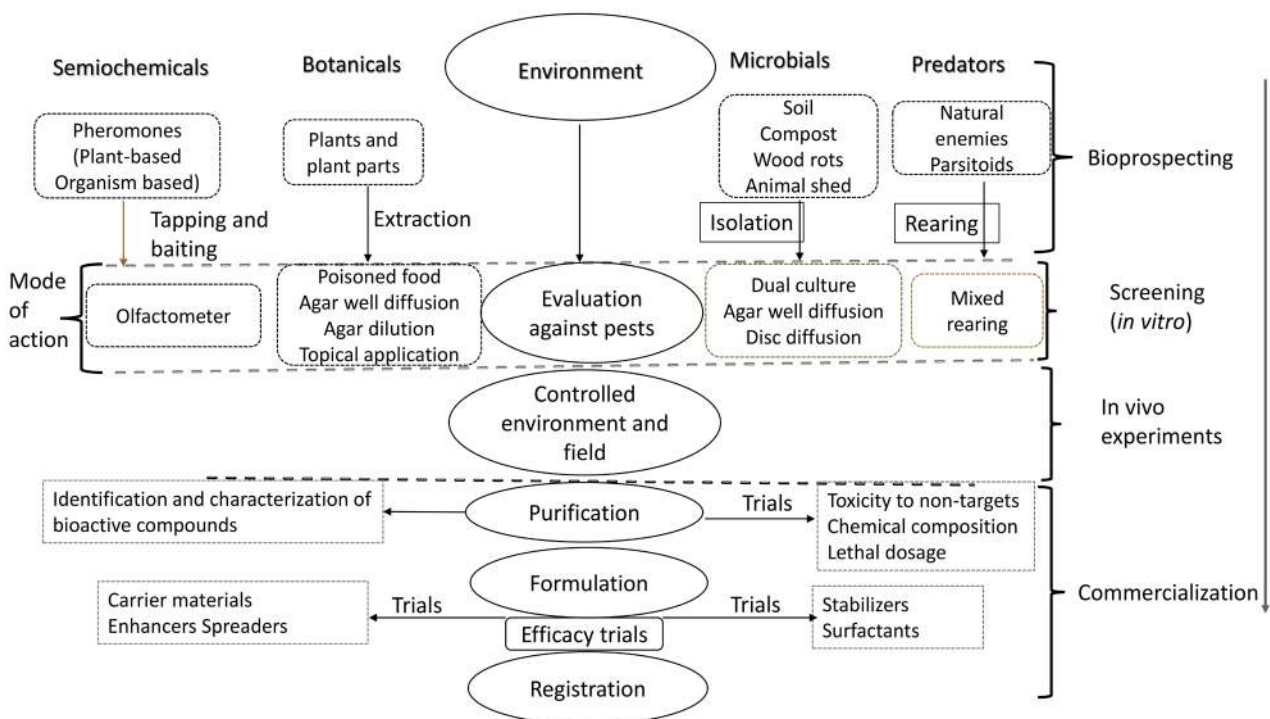 Semiochemicals
Botanicals
Environment
Microbials
Predators
Pheromones
(Plant-based
Organism based)
Plants and
plant parts
Soil
Compost
Wood rots
Animal shed
Natural
enemies
Parsitoids
Bioprospecting
Tapping and
baiting
Extraction
Isolation
Rearing
Mode
of
action
Olfactometer
Poisoned food
Agar well diffusion
Agar dilution
Topical application
Evaluation
against pests
Dual culture
Agar well diffusion
Disc diffusion
Mixed
rearing
Screening
(in vitro)
Controlled
environment and
field
In vivo
experiments
Identification and characterization of
bioactive compounds
Purification
Trials
Toxicity to non-targets
Chemical composition
Lethal dosage
Formulation
Carrier materials
Enhancers Spreaders
Trials
Trials
Efficacy trials
Stabilizers
Surfactants
Commercialization
Registration